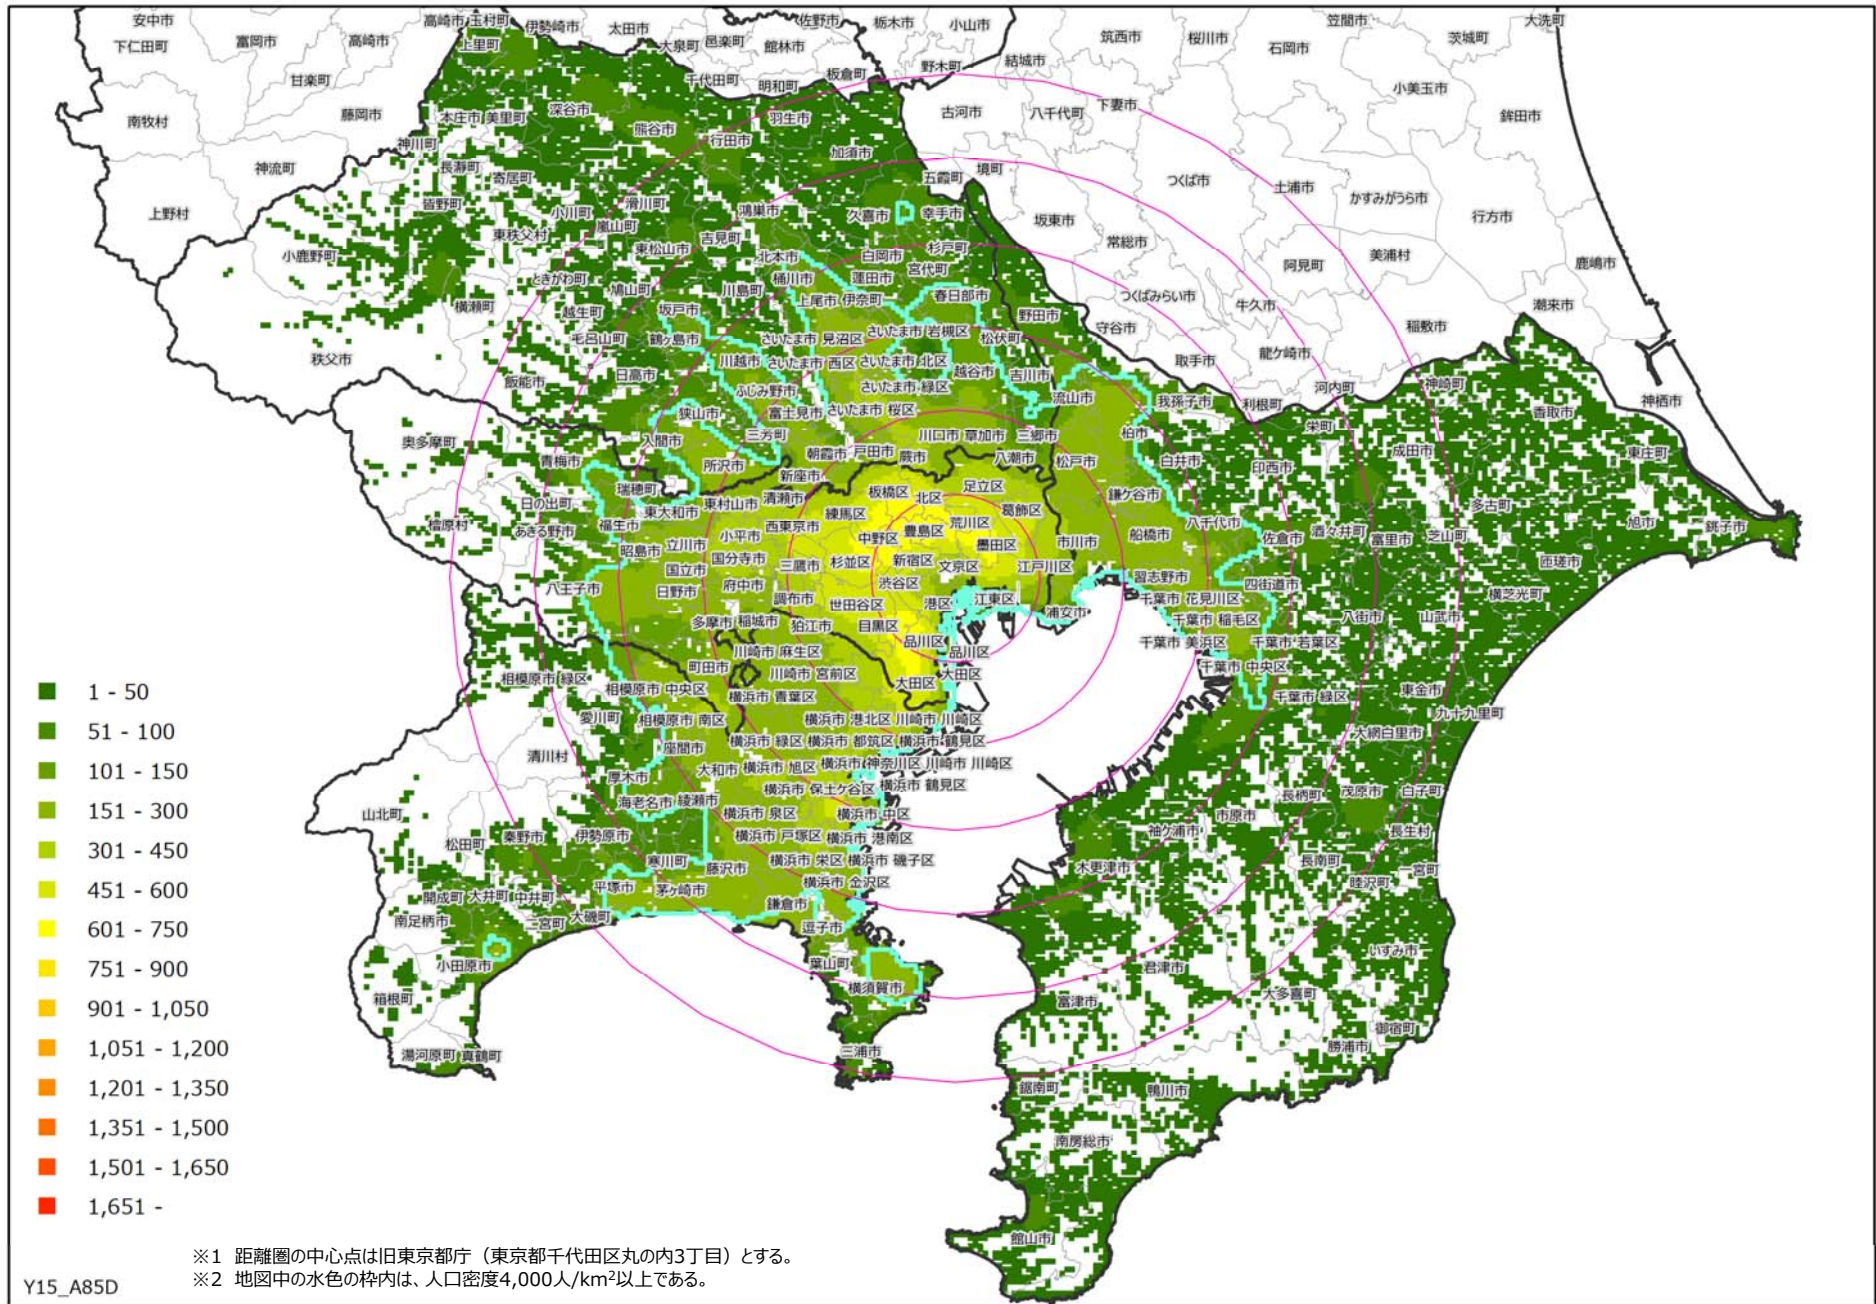 安中市
高崎市 玉村町
伊勢崎市
太田市
佐野市
栃木市
小山市
笠間市
大洗町
下仁田町
富岡市
高崎市
上里町
大泉町
邑楽町
館林市
筑西市
桜川市
石岡市
茨城町
甘楽町
千代田町
明和町
板倉町
野木町
結城市
小美玉市
南牧村
藤岡市
本庄市
美里町
深谷市
熊谷市
行田市
羽生市
古河市
八千代町
下妻市
鉾田市
神川町
加須市
神流町
長瀞町
寄居町
五霞町
境町
つくば市
土浦市
かすみがうら市
行方市
上野村
皆野町
小川町
滑川町
鴻巣市
久喜市
幸手市
坂東市
東秩父村
嵐山町
東松山市
吉見町
常総市
小鹿野町
ときがわ町
鳩山町
川島町
北本市
桶川市
白岡市
杉戸町
蓮田市
宮代町
阿見町
美浦村
鹿嶋市
横瀬町
越生町
坂戸市
上尾市
伊奈町
春日部市
野田市
つくばみらい市
牛久市
潮来市
秩父市
毛呂山町
鶴ヶ島市
さいたま市 見沼区
さいたま市 岩槻区
松伏町
守谷市
稲敷市
飯能市
日高市
川越市
さいたま市 西区
さいたま市 北区
越谷市
吉川市
取手市
龍ケ崎市
ふじみ野市
さいたま市 緑区
流山市
我孫子市
利根町
河内町
神崎町
香取市
神栖市
狭山市
富士見市
さいたま市 桜区
奥多摩町
入間市
三芳町
川口市
草加市
三郷市
柏市
栄町
成田市
東庄町
青梅市
所沢市
新座市
朝霞市
戸田市
蕨市
八潮市
松戸市
白井市
印西市
日の出町
瑞穂町
東大和市
東村山市
清瀬市
板橋区
北区
足立区
鎌ケ谷市
多古町
檜原村
あきる野市
福生市
西東京市
練馬区
荒川区
葛飾区
八千代市
酒々井町
旭市
銚子市
昭島市
立川市
小平市
中野区
豊島区
墨田区
市川市
船橋市
佐倉市
富里市
芝山町
匝瑳市
国立市
国分寺市
三鷹市
杉並区
新宿区
文京区
江戸川区
習志野市
四街道市
横芝光町
八王子市
日野市
府中市
調布市
渋谷区
世田谷区
港区
江東区
浦安市
千葉市 花見川区
八街市
山武市
多摩市
稲城市
狛江市
目黒区
千葉市 稲毛区
川崎市 麻生区
品川区
品川区
千葉市 美浜区
千葉市 若葉区
相模原市 緑区
町田市
川崎市 宮前区
大田区
大田区
千葉市 中央区
相模原市 中央区
横浜市 青葉区
千葉市 緑区
東金市
愛川町
相模原市 南区
横浜市 港北区
川崎市 川崎区
九十九里町
清川村
座間市
横浜市 緑区
横浜市 都筑区
横浜市 鶴見区
大網白里市
厚木市
大和市
横浜市 旭区
横浜市 神奈川区
川崎市 川崎区
海老名市
綾瀬市
横浜市 保土ケ谷区
横浜市 鶴見区
長柄町
茂原市
白子町
山北町
横浜市 泉区
横浜市 中区
袖ケ浦市
市原市
長生村
松田町
秦野市
伊勢原市
横浜市 戸塚区
横浜市 港南区
寒川町
藤沢市
横浜市 栄区
横浜市 磯子区
木更津市
長南町
一宮町
開成町
大井町
中井町
平塚市
茅ヶ崎市
横浜市 金沢区
睦沢町
南足柄市
二宮町
大磯町
鎌倉市
逗子市
いすみ市
小田原市
葉山町
君津市
箱根町
横須賀市
富津市
大多喜町
御宿町
湯河原町
真鶴町
三浦市
勝浦市
鋸南町
鴨川市
南房総市
館山市
1 - 50
51 - 100
101 - 150
151 - 300
301 - 450
451 - 600
601 - 750
751 - 900
901 - 1,050
1,051 - 1,200
1,201 - 1,350
1,351 - 1,500
1,501 - 1,650
1,651 -
※1 距離圏の中心点は旧東京都庁（東京都千代田区丸の内3丁目）とする。
※2 地図中の水色の枠内は、人口密度4,000人/km²以上である。
Y15_A85D